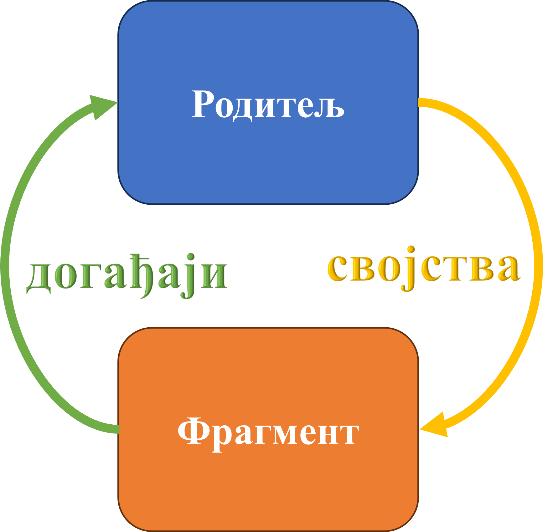 Родитељ
догађаји
својства
Фрагмент